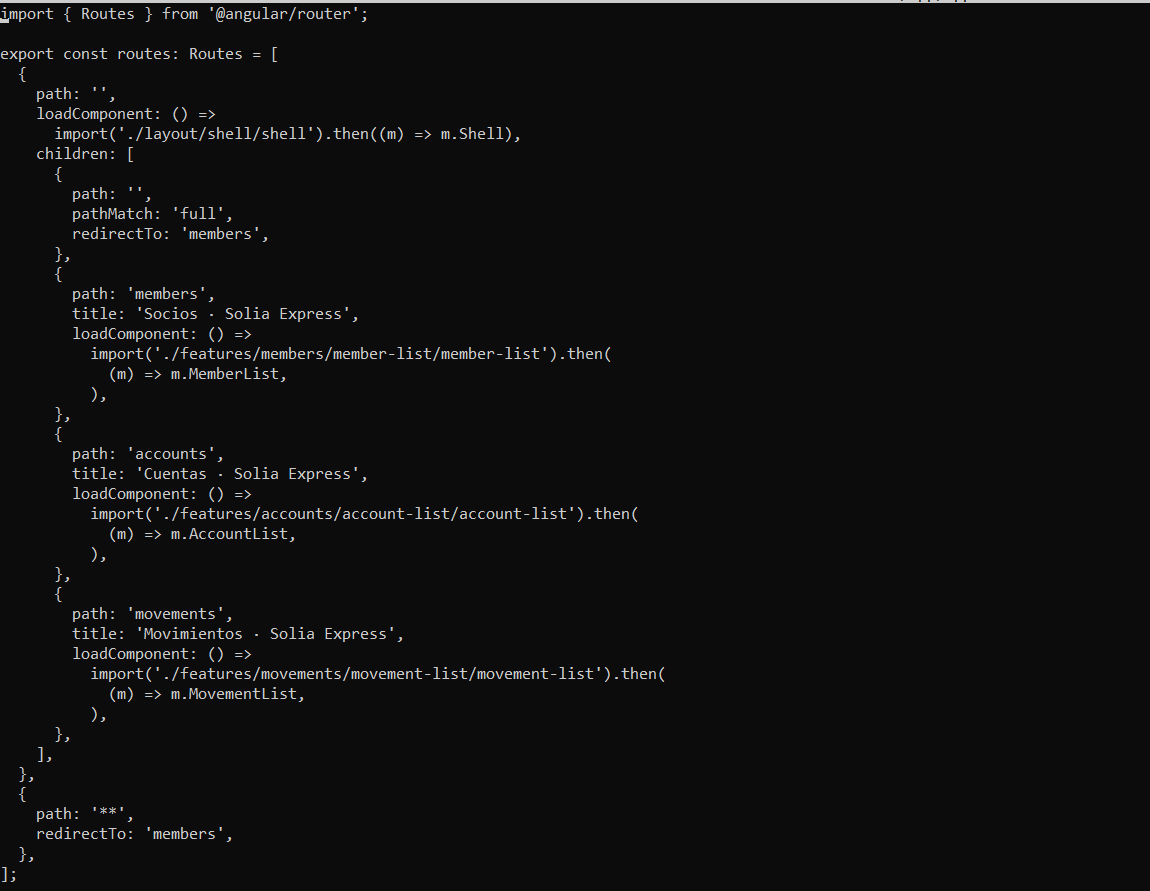 import { Routes } from '@angular/router';

export const routes: Routes = [
  {
    path: '',
    loadComponent: () =>
      import('./layout/shell/shell').then((m) => m.Shell),
    children: [
      {
        path: '',
        pathMatch: 'full',
        redirectTo: 'members',
      },
      {
        path: 'members',
        title: 'Socios · Solia Express',
        loadComponent: () =>
          import('./features/members/member-list/member-list').then(
            (m) => m.MemberList,
          ),
      },
      {
        path: 'accounts',
        title: 'Cuentas · Solia Express',
        loadComponent: () =>
          import('./features/accounts/account-list/account-list').then(
            (m) => m.AccountList,
          ),
      },
      {
        path: 'movements',
        title: 'Movimientos · Solia Express',
        loadComponent: () =>
          import('./features/movements/movement-list/movement-list').then(
            (m) => m.MovementList,
          ),
      },
    ],
  },
  {
    path: '**',
    redirectTo: 'members',
  },
];